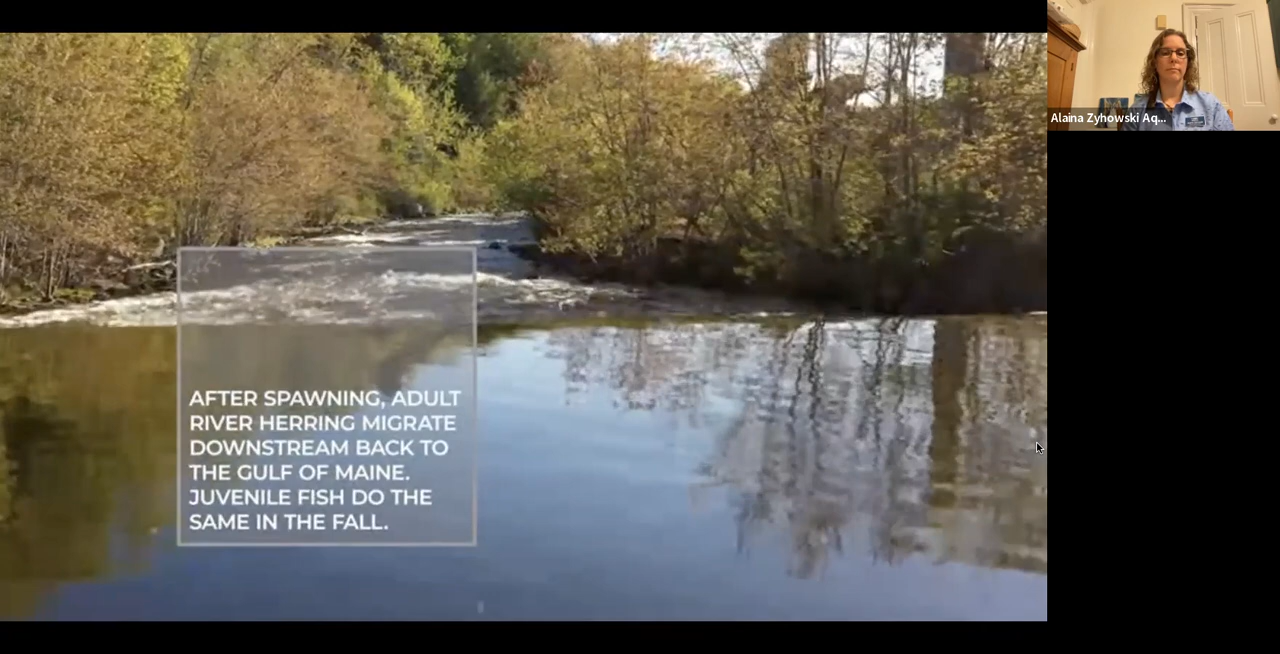 Alaina Zyhowski Aq...
AFTER SPAWNING, ADULT
RIVER HERRING MIGRATE
DOWNSTREAM BACK TO
THE GULF OF MAINE.
JUVENILE FISH DO THE
SAME IN THE FALL.